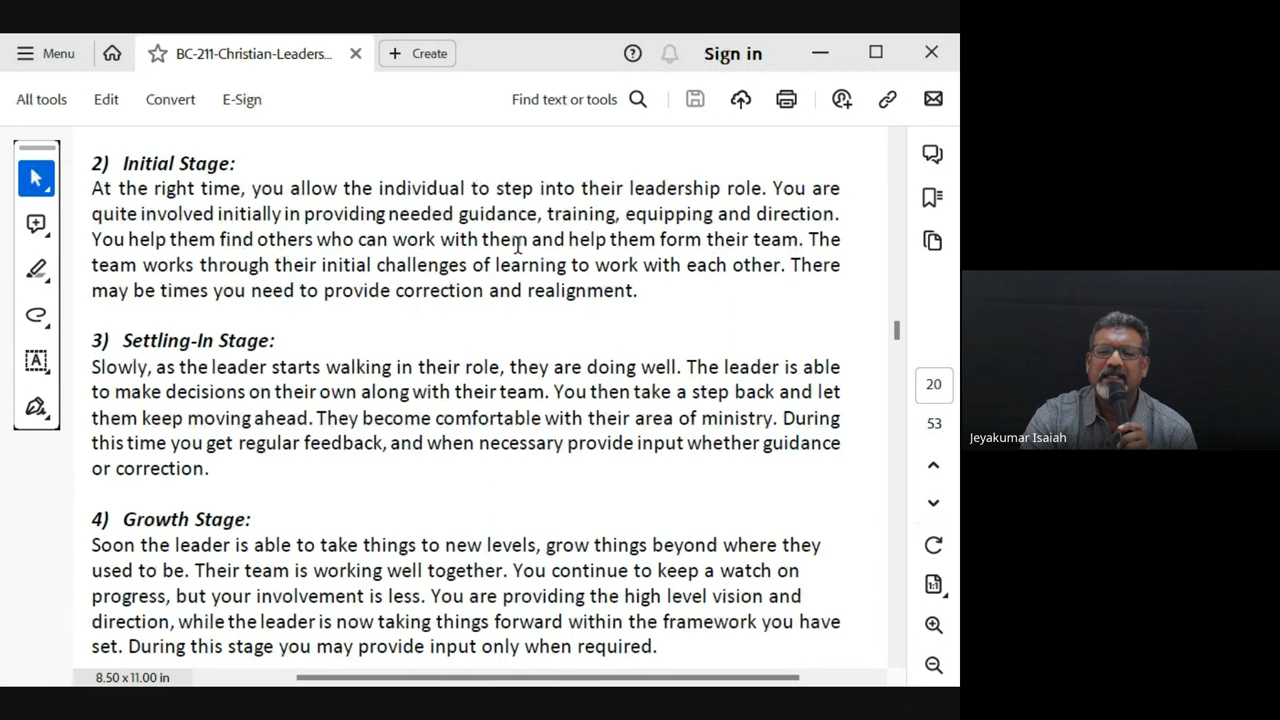 Menu
BC-211-Christian-Leaders...
Create
Sign in
All tools
Edit
Convert
E-Sign
Find text or tools
2) Initial Stage:
At the right time, you allow the individual to step into their leadership role. You are
quite involved initially in providing needed guidance, training, equipping and direction.
You help them find others who can work with them and help them form their team. The
team works through their initial challenges of learning to work with each other. There
may be times you need to provide correction and realignment.
3) Settling-In Stage:
Slowly, as the leader starts walking in their role, they are doing well. The leader is able
to make decisions on their own along with their team. You then take a step back and let
them keep moving ahead. They become comfortable with their area of ministry. During
this time you get regular feedback, and when necessary provide input whether guidance
or correction.
4) Growth Stage:
Soon the leader is able to take things to new levels, grow things beyond where they
used to be. Their team is working well together. You continue to keep a watch on
progress, but your involvement is less. You are providing the high level vision and
direction, while the leader is now taking things forward within the framework you have
set. During this stage you may provide input only when required.
8.50 x 11.00 in
20
53
1:1
Jeyakumar Isaiah